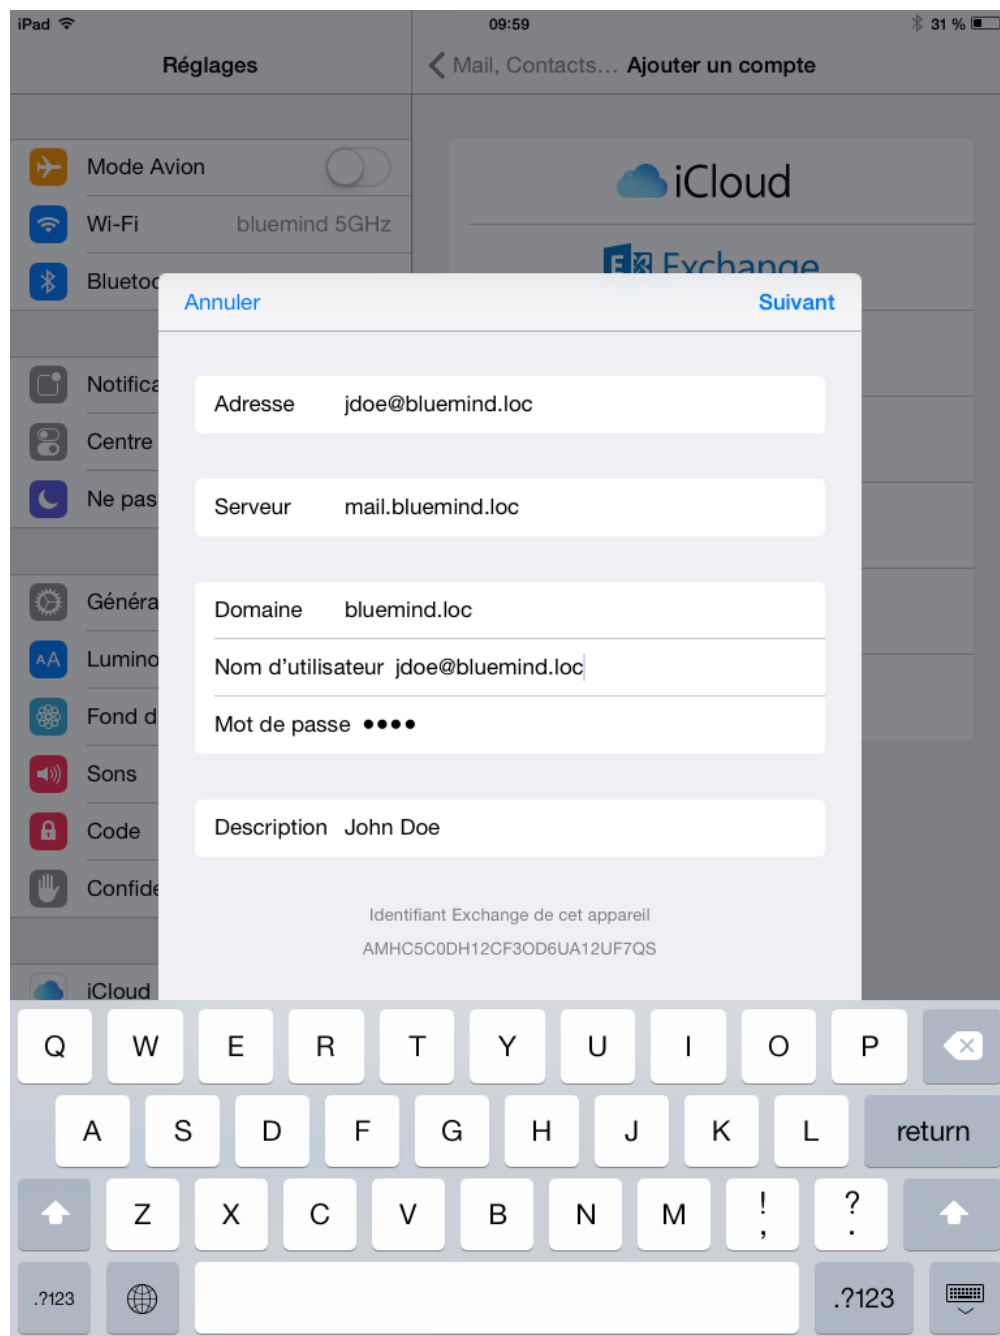 iPad 09:59 31 %
Réglages
Mail, Contacts... Ajouter un compte
Mode Avion
Wi-Fi bluemind 5GHz
Bluetoo
Notifica
Centre
Ne pas
Généra
Lumino
Fond d
Sons
Code
Confide
iCloud
iCloud
Exchange
Annuler Suivant
Adresse jdoe@bluemind.loc
Serveur mail.bluemind.loc
Domaine bluemind.loc
Nom d'utilisateur jdoe@bluemind.loc
Mot de passe ••••
Description John Doe
Identifiant Exchange de cet appareil
AMHC5C0DH12CF3OD6UA12UF7QS
Q W E R T Y U I O P
A S D F G H J K L return
Z X C V B N M ! , ? .
.?123 .?123